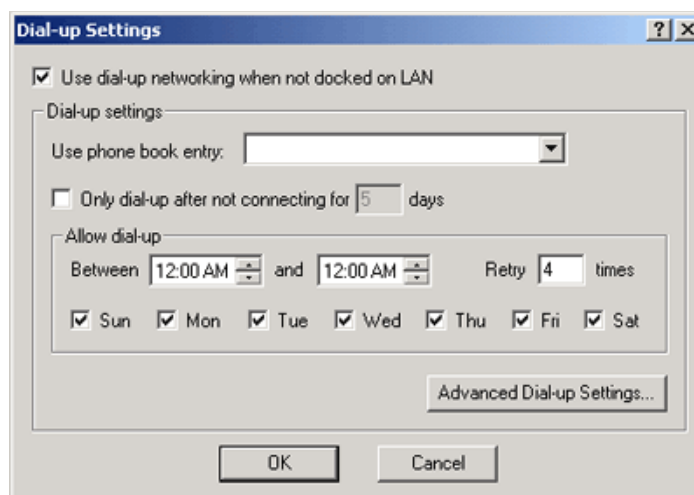 Dial-up Settings
Use dial-up networking when not docked on LAN
Dial-up settings
Use phone book entry:
Only dial-up after not connecting for 5 days
Allow dial-up
Between 12:00 AM and 12:00 AM Retry 4 times
Sun Mon Tue Wed Thu Fri Sat
Advanced Dial-up Settings...
OK Cancel